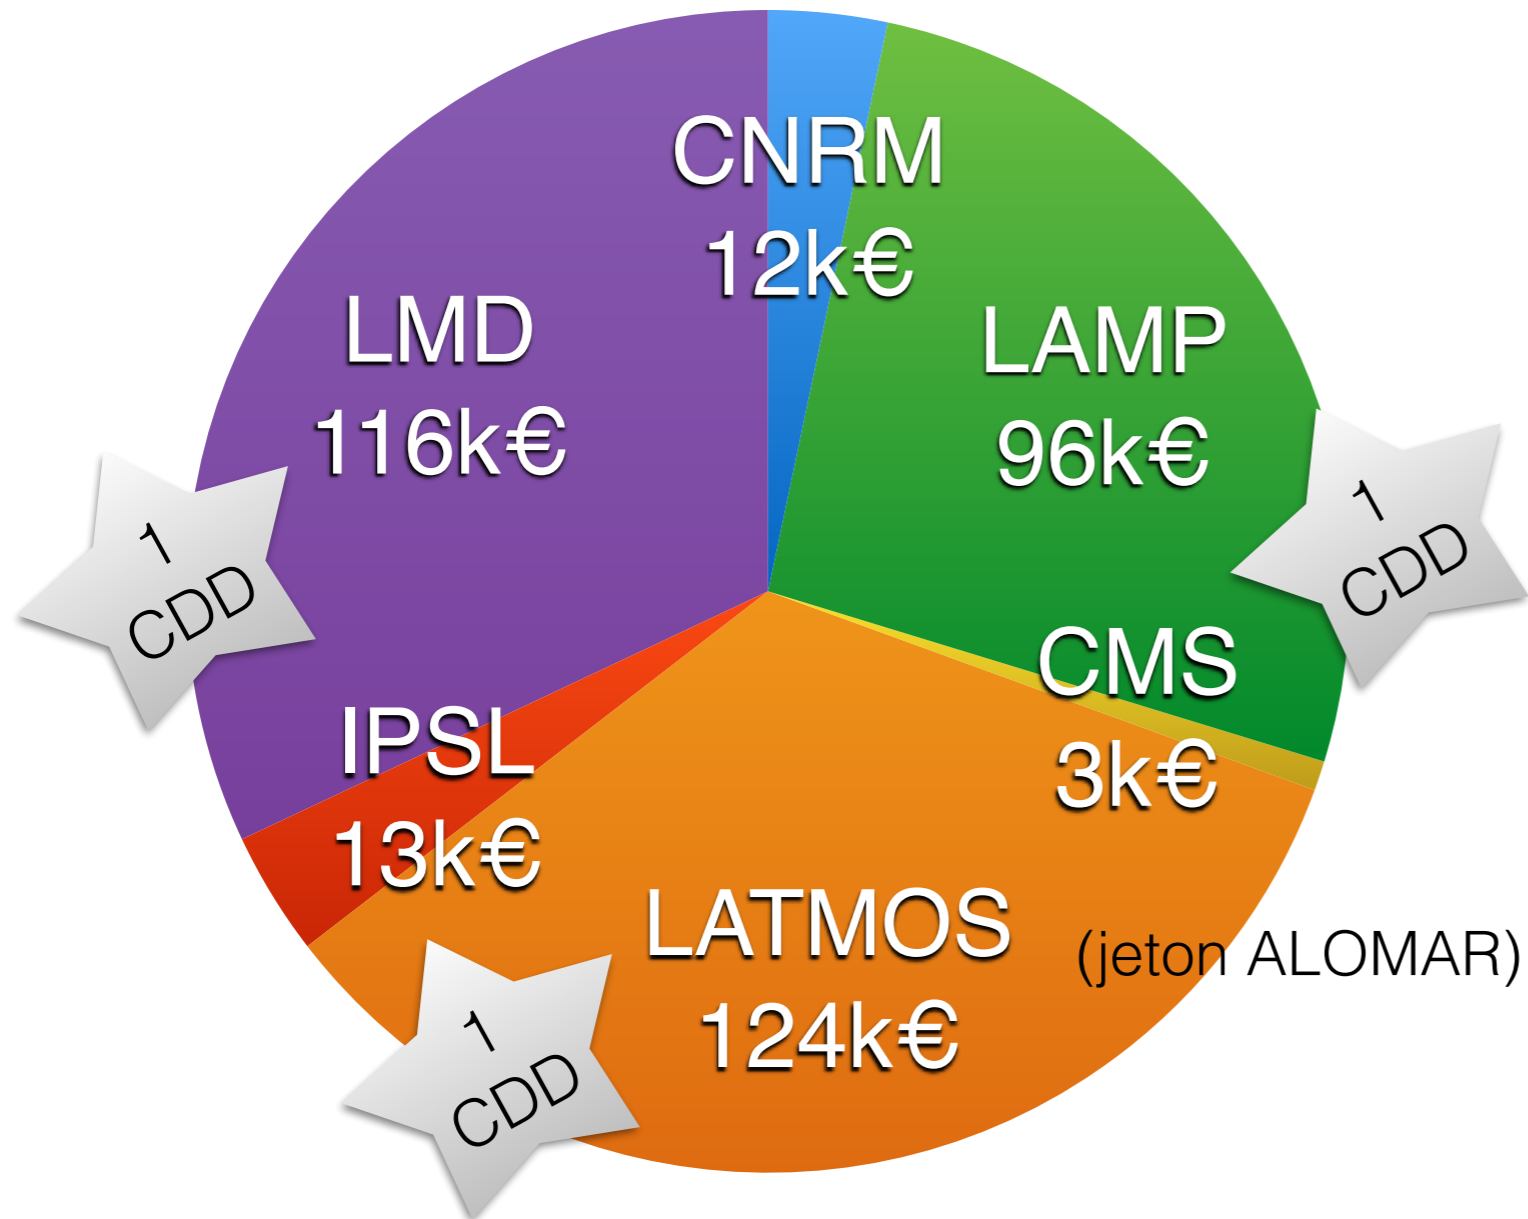 CNRM
12k€
LMD
116k€
LAMP
96k€
1
CDD
1
CDD
CMS
3k€
IPSL
13k€
LATMOS
124k€
(jeton ALOMAR)
1
CDD